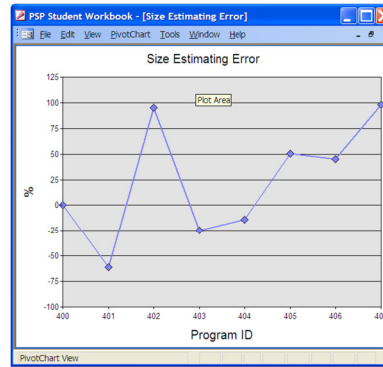 PSP Student Workbook - [Size Estimating Error]
File Edit View PivotChart Tools Window Help
Size Estimating Error
125
100
Plot Area
75
50
25
%
0
-25
-50
-75
-100
400 401 402 403 404 405 406
Program ID
PivotChart View